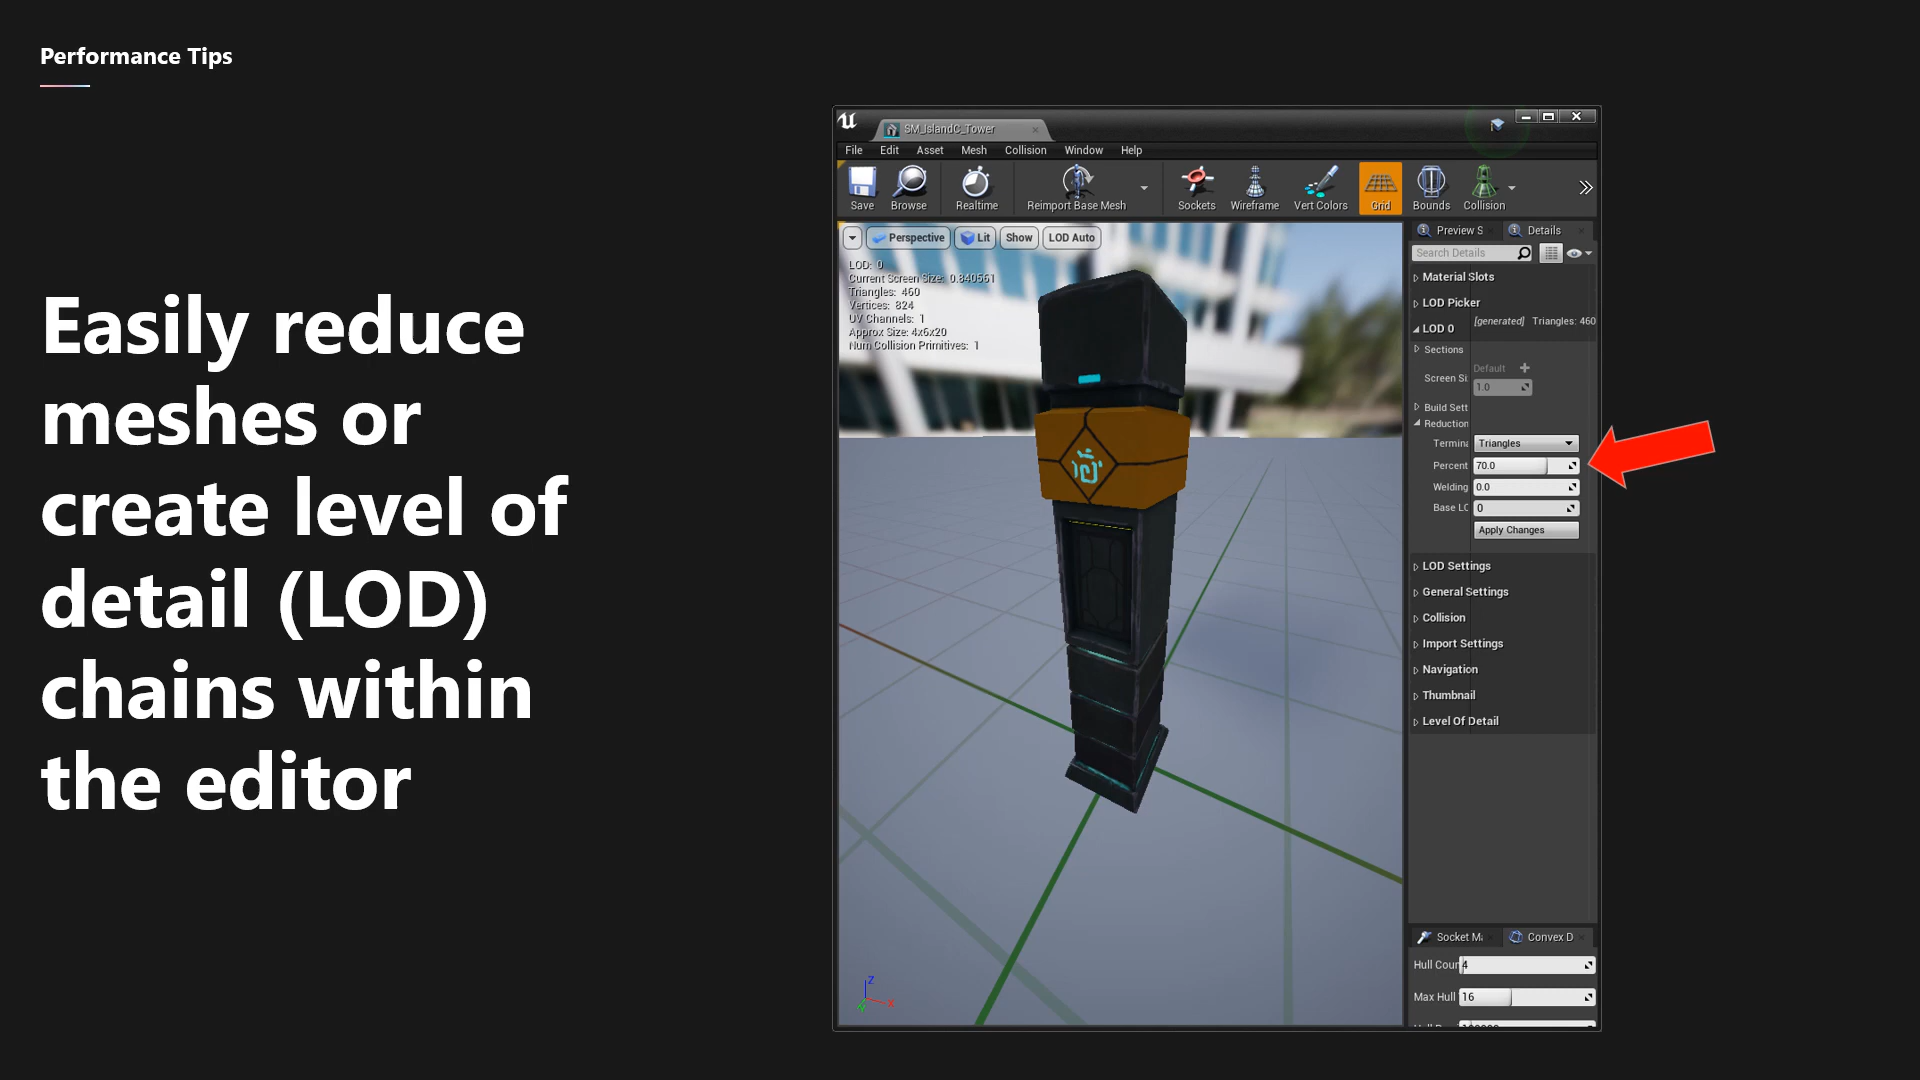 Performance Tips
Easily reduce
meshes or
create level of
detail (LOD)
chains within
the editor
SM_IslandC_Tower
File Edit Asset Mesh Collision Window Help
Save Browse Realtime Reimport Base Mesh Sockets Wireframe Vert Colors Grid Bounds Collision
Perspective Lit Show LOD Auto
LOD: 0
Current Screen Size: 0.840561
Triangles: 460
Vertices: 824
UV Channels: 1
Approx Size: 4x6x20
Num Collision Primitives: 1
Preview S Details
Search Details
Material Slots
LOD Picker
LOD 0 [generated] Triangles: 460
Sections
Default
Screen Si 1.0
Build Sett
Reduction
Termina Triangles
Percent 70.0
Welding 0.0
Base LO 0
Apply Changes
LOD Settings
General Settings
Collision
Import Settings
Navigation
Thumbnail
Level Of Detail
Socket Ma Convex D
Hull Coun 4
Max Hull 16
Z
X